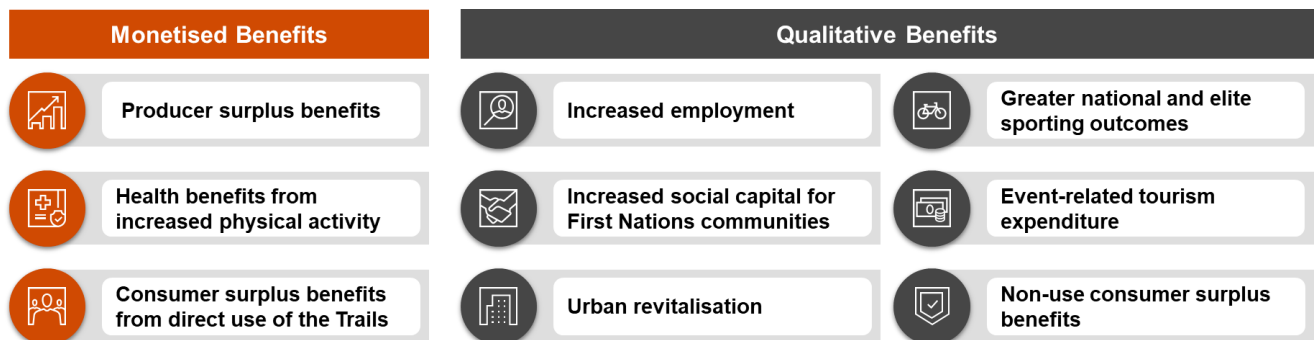 Monetised Benefits
Qualitative Benefits
Producer surplus benefits
Increased employment
Greater national and elite
sporting outcomes
Health benefits from
increased physical activity
Increased social capital for
First Nations communities
Event-related tourism
expenditure
Consumer surplus benefits
from direct use of the Trails
Urban revitalisation
Non-use consumer surplus
benefits